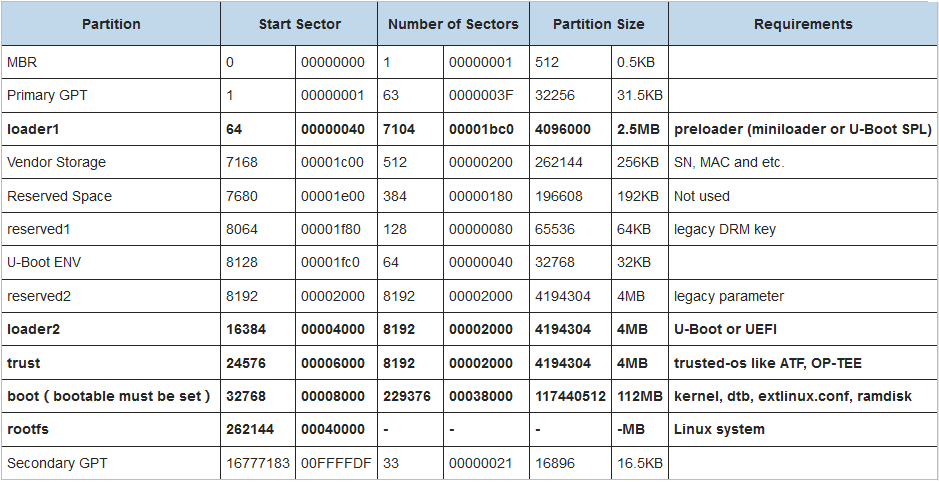 Partition Start Sector Number of Sectors Partition Size Requirements
MBR 0 00000000 1 00000001 512 0.5KB
Primary GPT 1 00000001 63 0000003F 32256 31.5KB
loader1 64 00000040 7104 00001bc0 4096000 2.5MB preloader (miniloader or U-Boot SPL)
Vendor Storage 7168 00001c00 512 00000200 262144 256KB SN, MAC and etc.
Reserved Space 7680 00001e00 384 00000180 196608 192KB Not used
reserved1 8064 00001f80 128 00000080 65536 64KB legacy DRM key
U-Boot ENV 8128 00001fc0 64 00000040 32768 32KB
reserved2 8192 00002000 8192 00002000 4194304 4MB legacy parameter
loader2 16384 00004000 8192 00002000 4194304 4MB U-Boot or UEFI
trust 24576 00006000 8192 00002000 4194304 4MB trusted-os like ATF, OP-TEE
boot ( bootable must be set ) 32768 00008000 229376 00038000 117440512 112MB kernel, dtb, extlinux.conf, ramdisk
rootfs 262144 00040000 - - - -MB Linux system
Secondary GPT 16777183 00FFFFDF 33 00000021 16896 16.5KB